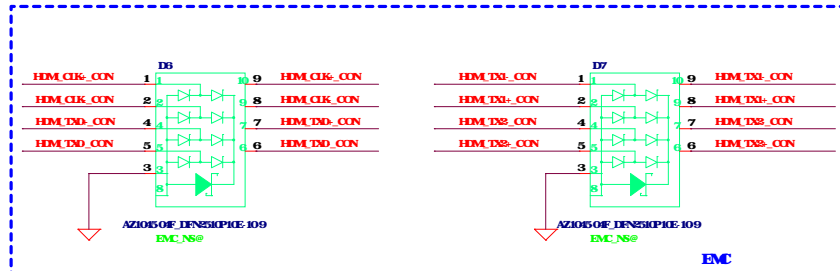 D6
HDMI_CLK+_CON 1 1 10 9 HDMI_CLK+_CON
HDMI_CLK-_CON 2 2 9 8 HDMI_CLK-_CON
HDMI_TX0+_CON 4 4 7 7 HDMI_TX0+_CON
HDMI_TX0-_CON 5 5 6 6 HDMI_TX0-_CON
3 3
8
AZ1045-04F_DFN2510P10E-10-9
EMC_NS@
D7
HDMI_TX1-_CON 1 1 10 9 HDMI_TX1-_CON
HDMI_TX1+_CON 2 2 9 8 HDMI_TX1+_CON
HDMI_TX2-_CON 4 4 7 7 HDMI_TX2-_CON
HDMI_TX2+_CON 5 5 6 6 HDMI_TX2+_CON
3 3
8
AZ1045-04F_DFN2510P10E-10-9
EMC_NS@
EMC